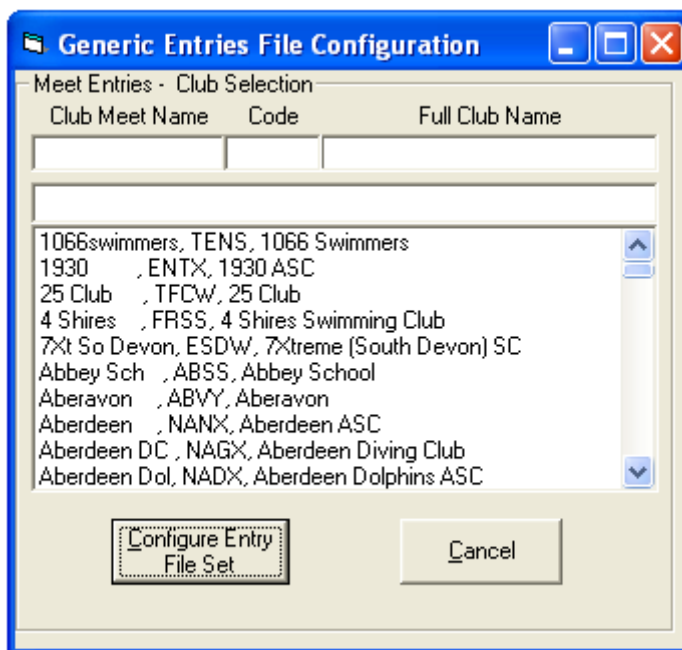 Generic Entries File Configuration
Meet Entries - Club Selection
Club Meet Name Code Full Club Name
1066swimmers, TENS, 1066 Swimmers
1930 , ENTX, 1930 ASC
25 Club , TFCW, 25 Club
4 Shires , FRSS, 4 Shires Swimming Club
7Xt So Devon, ESDW, 7Xtreme (South Devon) SC
Abbey Sch , ABSS, Abbey School
Aberavon , ABVY, Aberavon
Aberdeen , NANX, Aberdeen ASC
Aberdeen DC , NAGX, Aberdeen Diving Club
Aberdeen Dol, NADX, Aberdeen Dolphins ASC
Configure Entry
File Set
Cancel